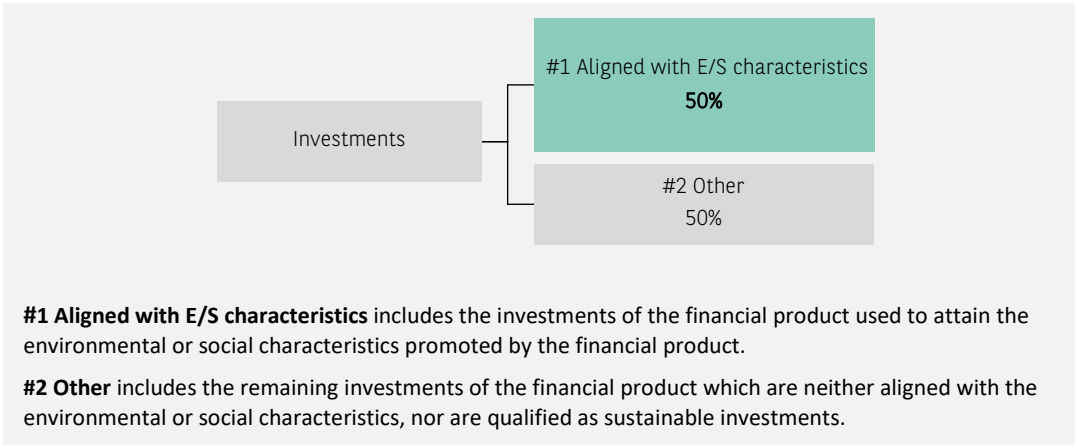 #1 Aligned with E/S characteristics
50%
Investments
#2 Other
50%
#1 Aligned with E/S characteristics includes the investments of the financial product used to attain the
environmental or social characteristics promoted by the financial product.
#2 Other includes the remaining investments of the financial product which are neither aligned with the
environmental or social characteristics, nor are qualified as sustainable investments.